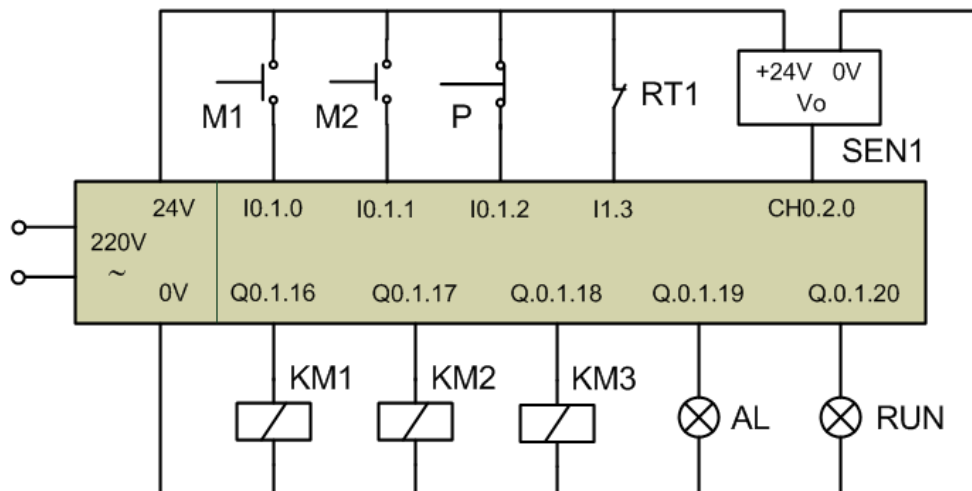 +24V 0V
Vo
M1 M2 P RT1
SEN1
24V I0.1.0 I0.1.1 I0.1.2 I1.3 CH0.2.0
220V
~
0V Q0.1.16 Q0.1.17 Q.0.1.18 Q.0.1.19 Q.0.1.20
KM1 KM2 KM3
AL RUN